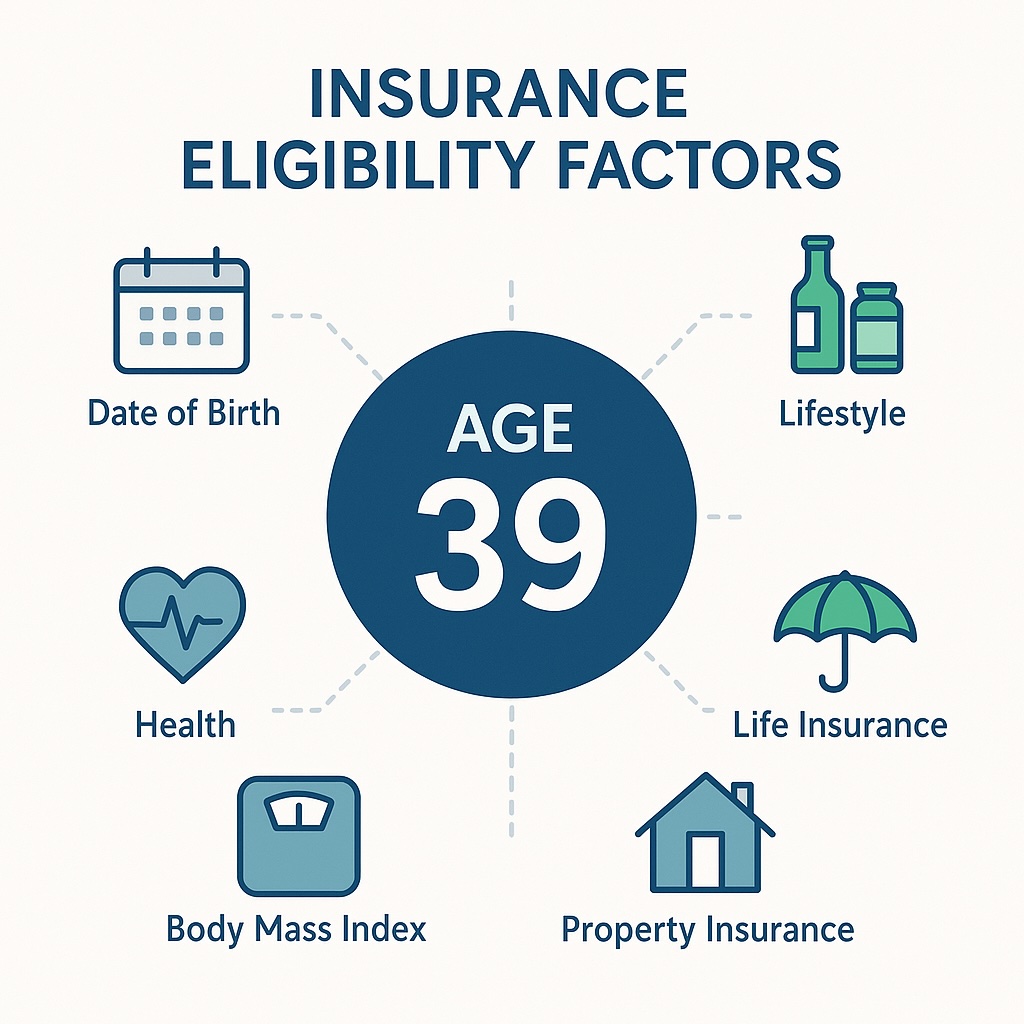 INSURANCE
ELIGIBILITY FACTORS
Date of Birth
Lifestyle
AGE
39
Health
Life Insurance
Body Mass Index
Property Insurance